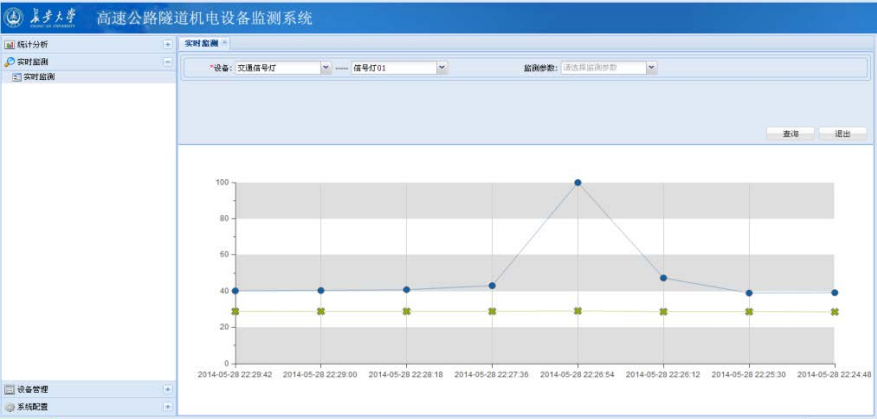 長安大學 高速公路隧道机电设备监测系统
统计分析
实时监测
实时监测
设备管理
系统配置
实时监测
*设备: 交通信号灯 ---- 信号灯01 监测参数: 请选择监测参数
查询 退出
100
80
60
40
20
0
2014-05-28 22:29:42 2014-05-28 22:29:00 2014-05-28 22:28:18 2014-05-28 22:27:36 2014-05-28 22:26:54 2014-05-28 22:26:12 2014-05-28 22:25:30 2014-05-28 22:24:48